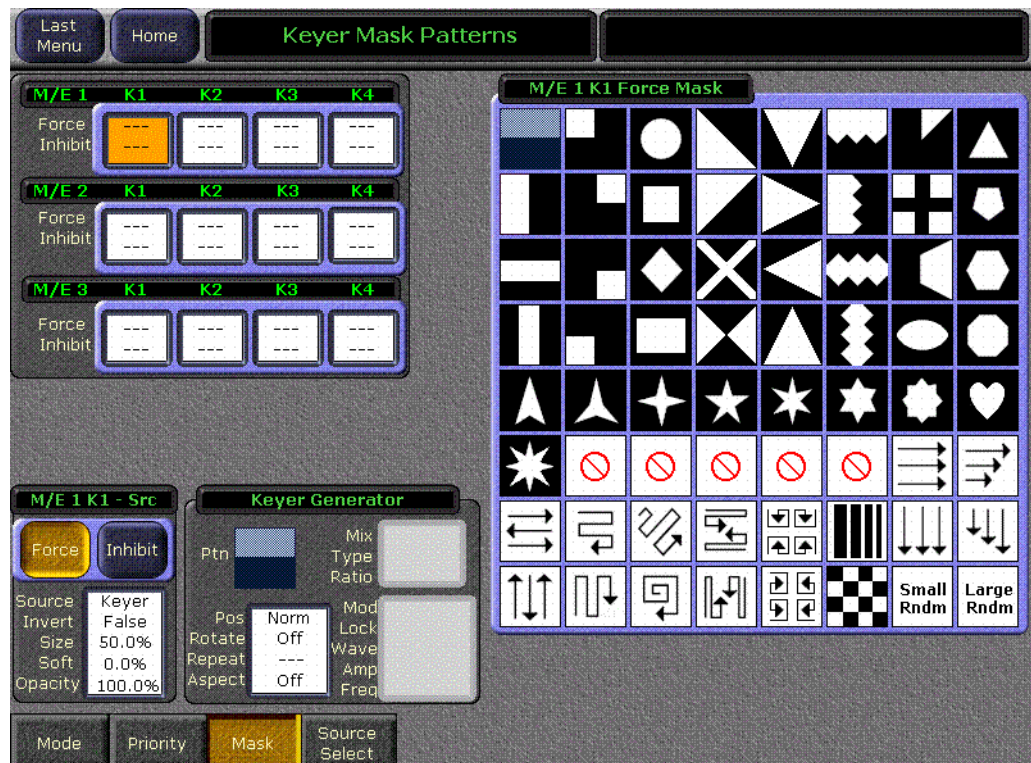 Last Menu
Home
Keyer Mask Patterns
M/E 1 K1 K2 K3 K4
Force --- --- --- ---
Inhibit --- --- --- ---
M/E 2 K1 K2 K3 K4
Force --- --- --- ---
Inhibit --- --- --- ---
M/E 3 K1 K2 K3 K4
Force --- --- --- ---
Inhibit --- --- --- ---
M/E 1 K1 Force Mask
Small Rndm
Large Rndm
M/E 1 K1 - Src
Force
Inhibit
Source Keyer
Invert False
Size 50.0%
Soft 0.0%
Opacity 100.0%
Keyer Generator
Ptn
Mix
Type
Ratio
Pos Norm
Rotate Off
Repeat ---
Aspect Off
Mod
Lock
Wave
Amp
Freq
Mode
Priority
Mask
Source Select